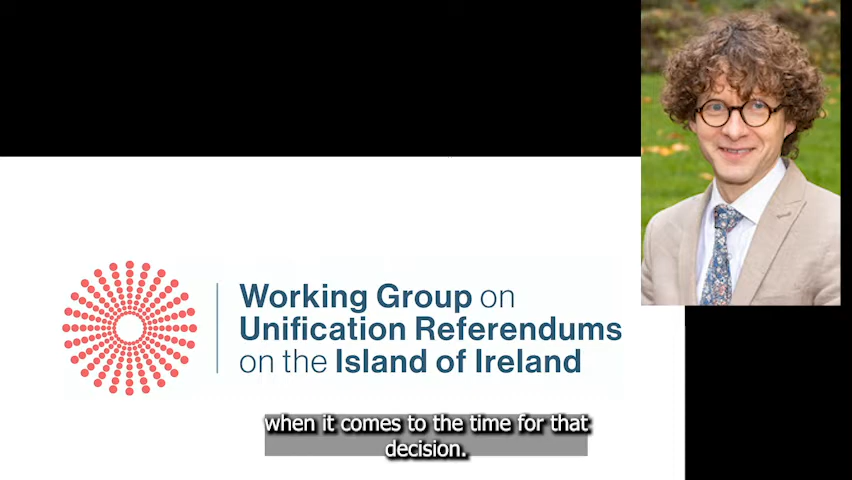 Working Group on
Unification Referendums
on the Island of Ireland
when it comes to the time for that
decision.